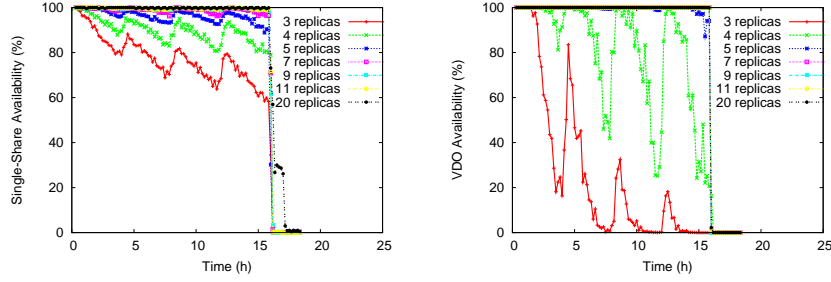 Single-Share Availability (%)
100
80
60
40
20
0
0
5
10
15
20
25
Time (h)
3 replicas
4 replicas
5 replicas
7 replicas
9 replicas
11 replicas
20 replicas
VDO Availability (%)
100
80
60
40
20
0
0
5
10
15
20
25
Time (h)
3 replicas
4 replicas
5 replicas
7 replicas
9 replicas
11 replicas
20 replicas